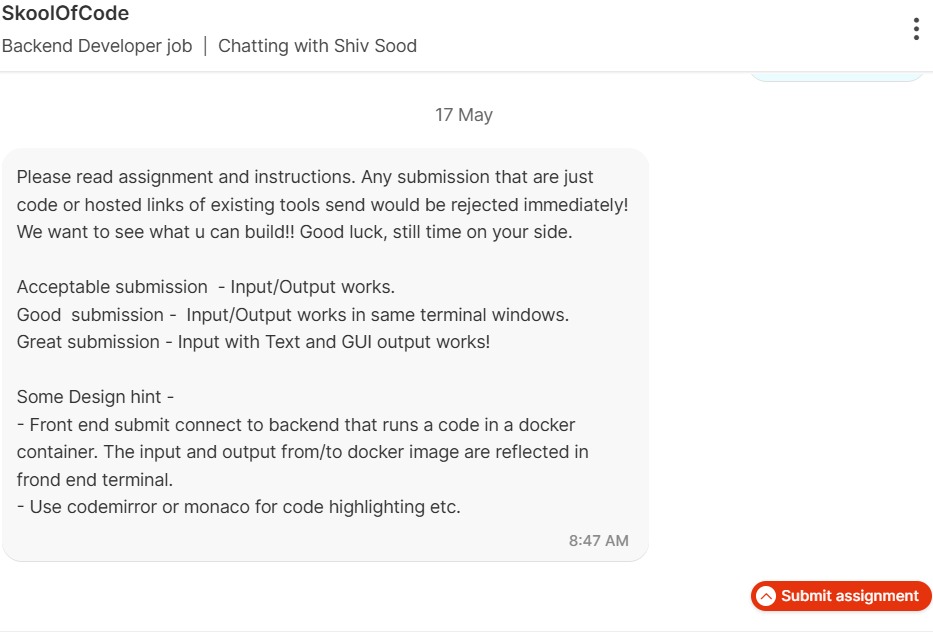 SkoolOfCode
Backend Developer job | Chatting with Shiv Sood
17 May
Please read assignment and instructions. Any submission that are just
code or hosted links of existing tools send would be rejected immediately!
We want to see what u can build!! Good luck, still time on your side.
Acceptable submission  - Input/Output works.
Good  submission -  Input/Output works in same terminal windows.
Great submission - Input with Text and GUI output works!
Some Design hint -
- Front end submit connect to backend that runs a code in a docker
container. The input and output from/to docker image are reflected in
frond end terminal.
- Use codemirror or monaco for code highlighting etc.
8:47 AM
Submit assignment